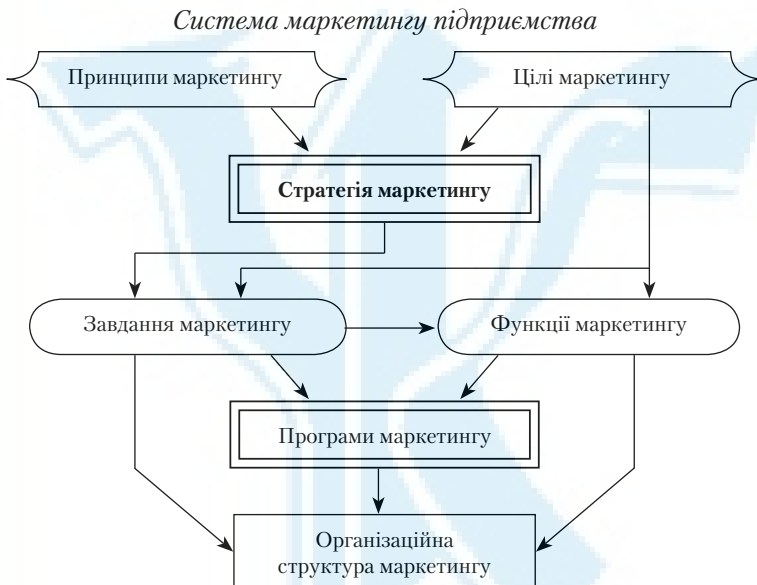 Система маркетингу підприємства
Принципи маркетингу
Цілі маркетингу
Стратегія маркетингу
Завдання маркетингу
Функції маркетингу
Програми маркетингу
Організаційна
структура маркетингу